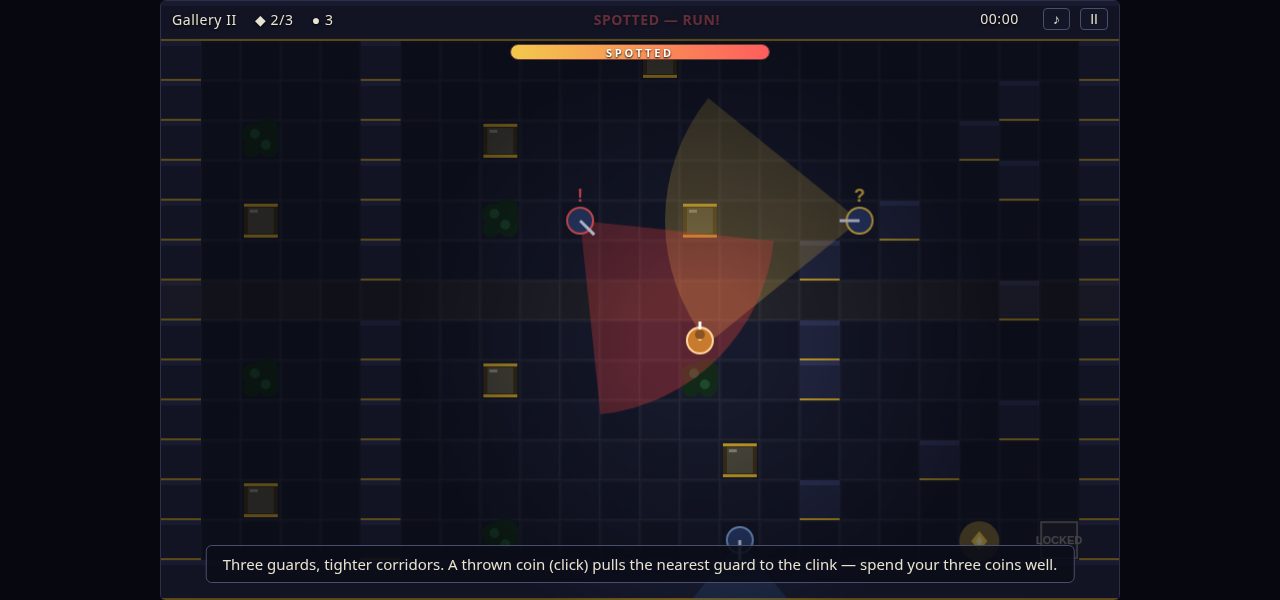 Gallery II ◆ 2/3 ● 3 SPOTTED — RUN! 00:00 ♪ II
SPOTTED
! ?
LOCKED
Three guards, tighter corridors. A thrown coin (click) pulls the nearest guard to the clink — spend your three coins well.